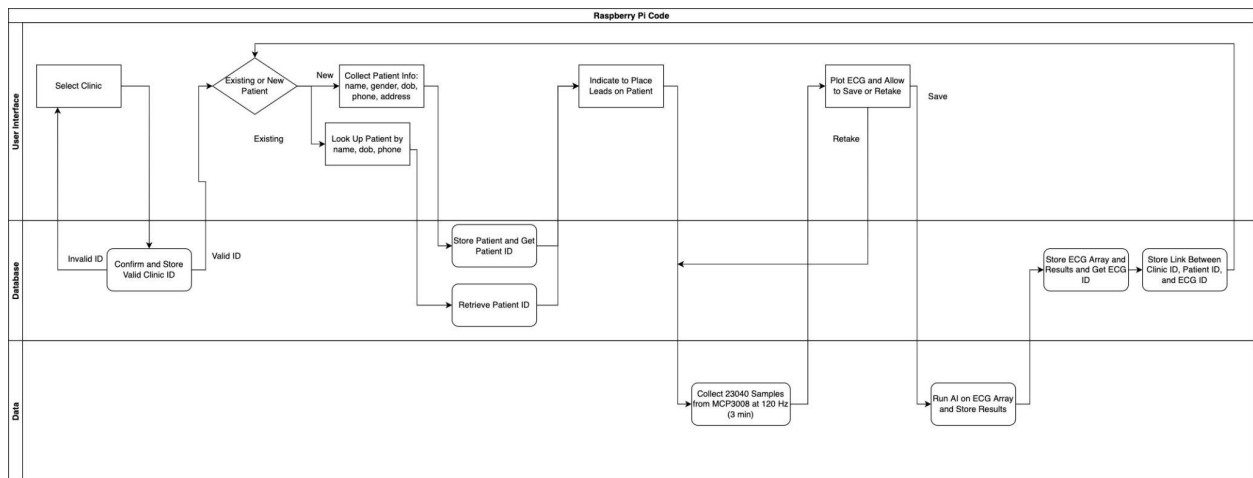 Raspberry Pi Code
User Interface
Select Clinic
Existing or New
Patient
New
Existing
Collect Patient Info:
name, gender, dob,
phone, address
Look Up Patient by
name, dob, phone
Indicate to Place
Leads on Patient
Plot ECG and Allow
to Save or Retake
Save
Retake
Database
Invalid ID
Confirm and Store
Valid Clinic ID
Valid ID
Store Patient and Get
Patient ID
Retrieve Patient ID
Store ECG Array and
Results and Get ECG
ID
Store Link Between
Clinic ID, Patient ID,
and ECG ID
Data
Collect 23040 Samples
from MCP3008 at 120 Hz
(3 min)
Run AI on ECG Array
and Store Results